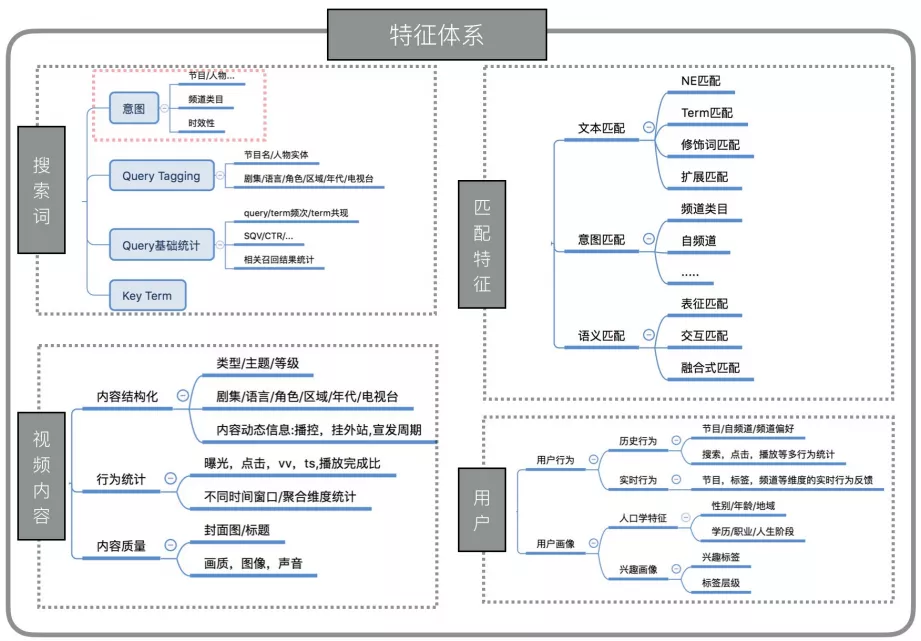 特征体系
搜索词
意图
节目/人物...
频道类目
时效性
Query Tagging
节目名/人物实体
剧集/语言/角色/区域/年代/电视台
Query基础统计
query/term频次/term共现
SQV/CTR/...
相关召回结果统计
Key Term
匹配特征
文本匹配
NE匹配
Term匹配
修饰词匹配
扩展匹配
意图匹配
频道类目
自频道
.....
语义匹配
表征匹配
交互匹配
融合式匹配
视频内容
内容结构化
类型/主题/等级
剧集/语言/角色/区域/年代/电视台
内容动态信息:播控，挂外站,宣发周期
行为统计
曝光，点击，vv，ts,播放完成比
不同时间窗口/聚合维度统计
内容质量
封面图/标题
画质，图像，声音
用户
用户行为
历史行为
节目/自频道/频道偏好
搜索，点击，播放等多行为统计
实时行为
节目，标签，频道等维度的实时行为反馈
用户画像
人口学特征
性别/年龄/地域
学历/职业/人生阶段
兴趣画像
兴趣标签
标签层级